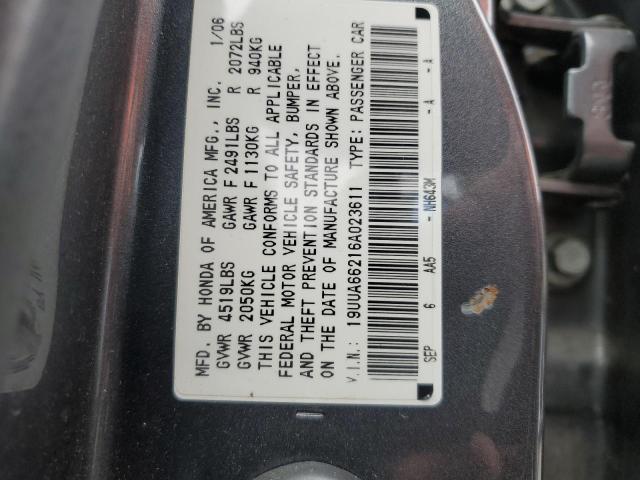 MFD. BY HONDA OF AMERICA MFG., INC. 1/06
GVWR 4519LBS GAWR F 2491LBS R 2072LBS
GVWR 2050KG GAWR F 1130KG R 940KG
THIS VEHICLE CONFORMS TO ALL APPLICABLE
FEDERAL MOTOR VEHICLE SAFETY, BUMPER,
AND THEFT PREVENTION STANDARDS IN EFFECT
ON THE DATE OF MANUFACTURE SHOWN ABOVE.
V.I.N.: 19UUA66216A023611 TYPE: PASSENGER CAR
SEP 6 AA5 -NH643M -A -A